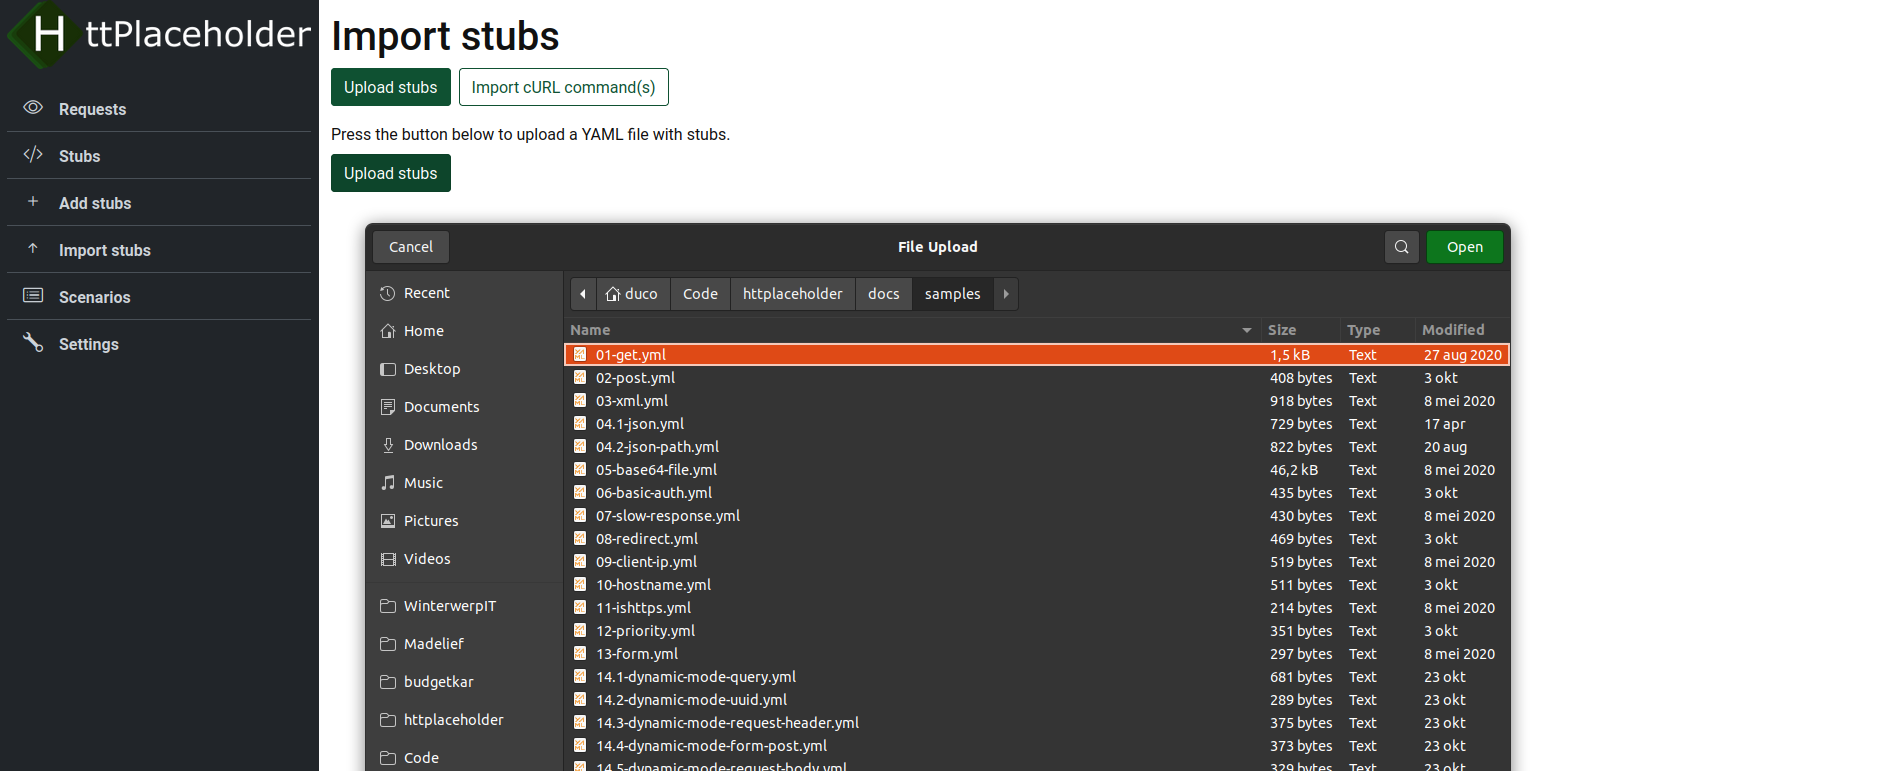 HttPlaceholder
Requests
Stubs
Add stubs
Import stubs
Scenarios
Settings
Import stubs
Upload stubs Import cURL command(s)
Press the button below to upload a YAML file with stubs.
Upload stubs
Cancel File Upload Open
Recent
Home
Desktop
Documents
Downloads
Music
Pictures
Videos
WinterwerpIT
Madelief
budgetkar
httplaceholder
Code
duco Code httplaceholder docs samples
Name Size Type Modified
01-get.yml 1,5 kB Text 27 aug 2020
02-post.yml 408 bytes Text 3 okt
03-xml.yml 918 bytes Text 8 mei 2020
04.1-json.yml 729 bytes Text 17 apr
04.2-json-path.yml 822 bytes Text 20 aug
05-base64-file.yml 46,2 kB Text 8 mei 2020
06-basic-auth.yml 435 bytes Text 3 okt
07-slow-response.yml 430 bytes Text 8 mei 2020
08-redirect.yml 469 bytes Text 3 okt
09-client-ip.yml 519 bytes Text 8 mei 2020
10-hostname.yml 511 bytes Text 3 okt
11-ishttps.yml 214 bytes Text 8 mei 2020
12-priority.yml 351 bytes Text 3 okt
13-form.yml 297 bytes Text 8 mei 2020
14.1-dynamic-mode-query.yml 681 bytes Text 23 okt
14.2-dynamic-mode-uuid.yml 289 bytes Text 23 okt
14.3-dynamic-mode-request-header.yml 375 bytes Text 23 okt
14.4-dynamic-mode-form-post.yml 373 bytes Text 23 okt
14.5-dynamic-mode-request-body.yml 329 bytes Text 23 okt